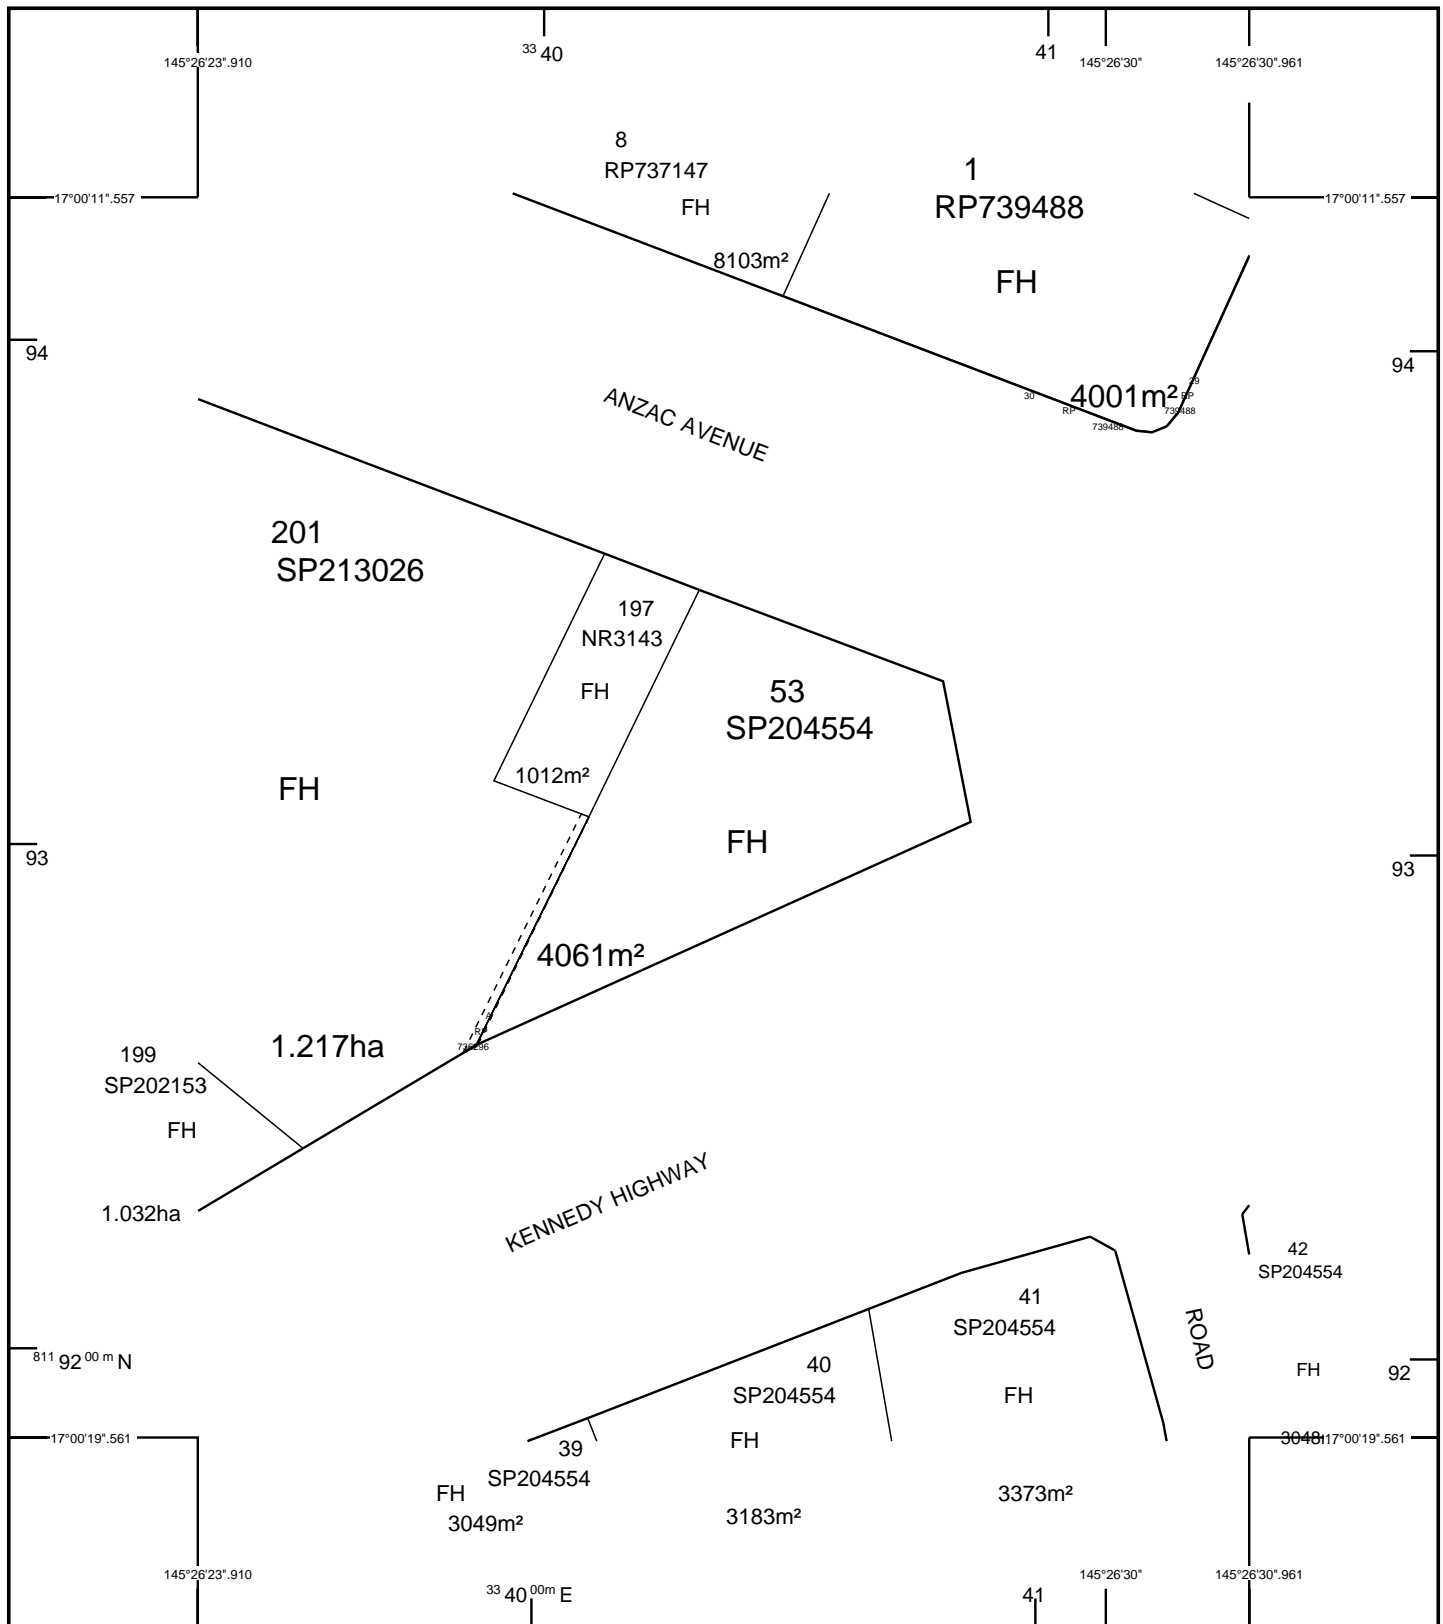 33 40
41
145°26'23".910
145°26'30"
145°26'30".961
8
RP737147
FH
8103m²
1
RP739488
FH
17°00'11".557
17°00'11".557
94
94
4001m²
29
RP
739488
30
RP
739488
ANZAC AVENUE
201
SP213026
197
NR3143
FH
1012m²
53
SP204554
FH
FH
93
93
4061m²
A
RP
736296
1.217ha
199
SP202153
FH
1.032ha
KENNEDY HIGHWAY
42
SP204554
FH
41
SP204554
FH
ROAD
811 92 00 m N
92
40
SP204554
FH
17°00'19".561
3048
17°00'19".561
39
SP204554
FH
3049m²
3183m²
3373m²
145°26'23".910
33 40 00m E
41
145°26'30"
145°26'30".961